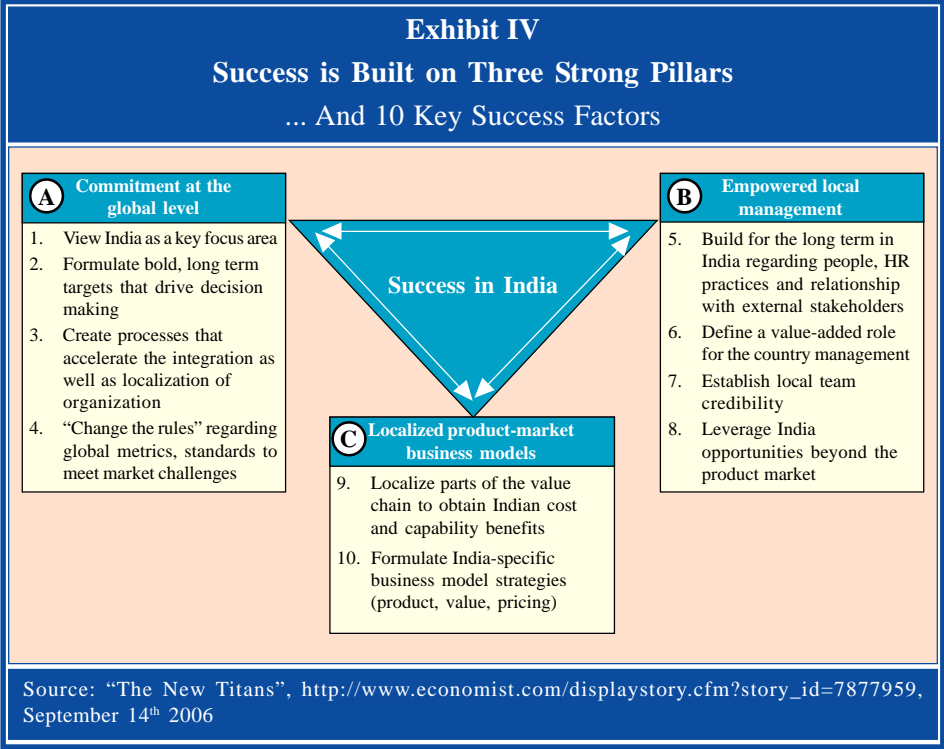 Exhibit IV
Success is Built on Three Strong Pillars
... And 10 Key Success Factors
A
Commitment at the
global level
1. View India as a key focus area
2. Formulate bold, long term
targets that drive decision
making
3. Create processes that
accelerate the integration as
well as localization of
organization
4. “Change the rules” regarding
global metrics, standards to
meet market challenges
Success in India
B
Empowered local
management
5. Build for the long term in
India regarding people, HR
practices and relationship
with external stakeholders
6. Define a value-added role
for the country management
7. Establish local team
credibility
8. Leverage India
opportunities beyond the
product market
C
Localized product-market
business models
9. Localize parts of the value
chain to obtain Indian cost
and capability benefits
10. Formulate India-specific
business model strategies
(product, value, pricing)
Source: “The New Titans”, http://www.economist.com/displaystory.cfm?story_id=7877959,
September 14th 2006